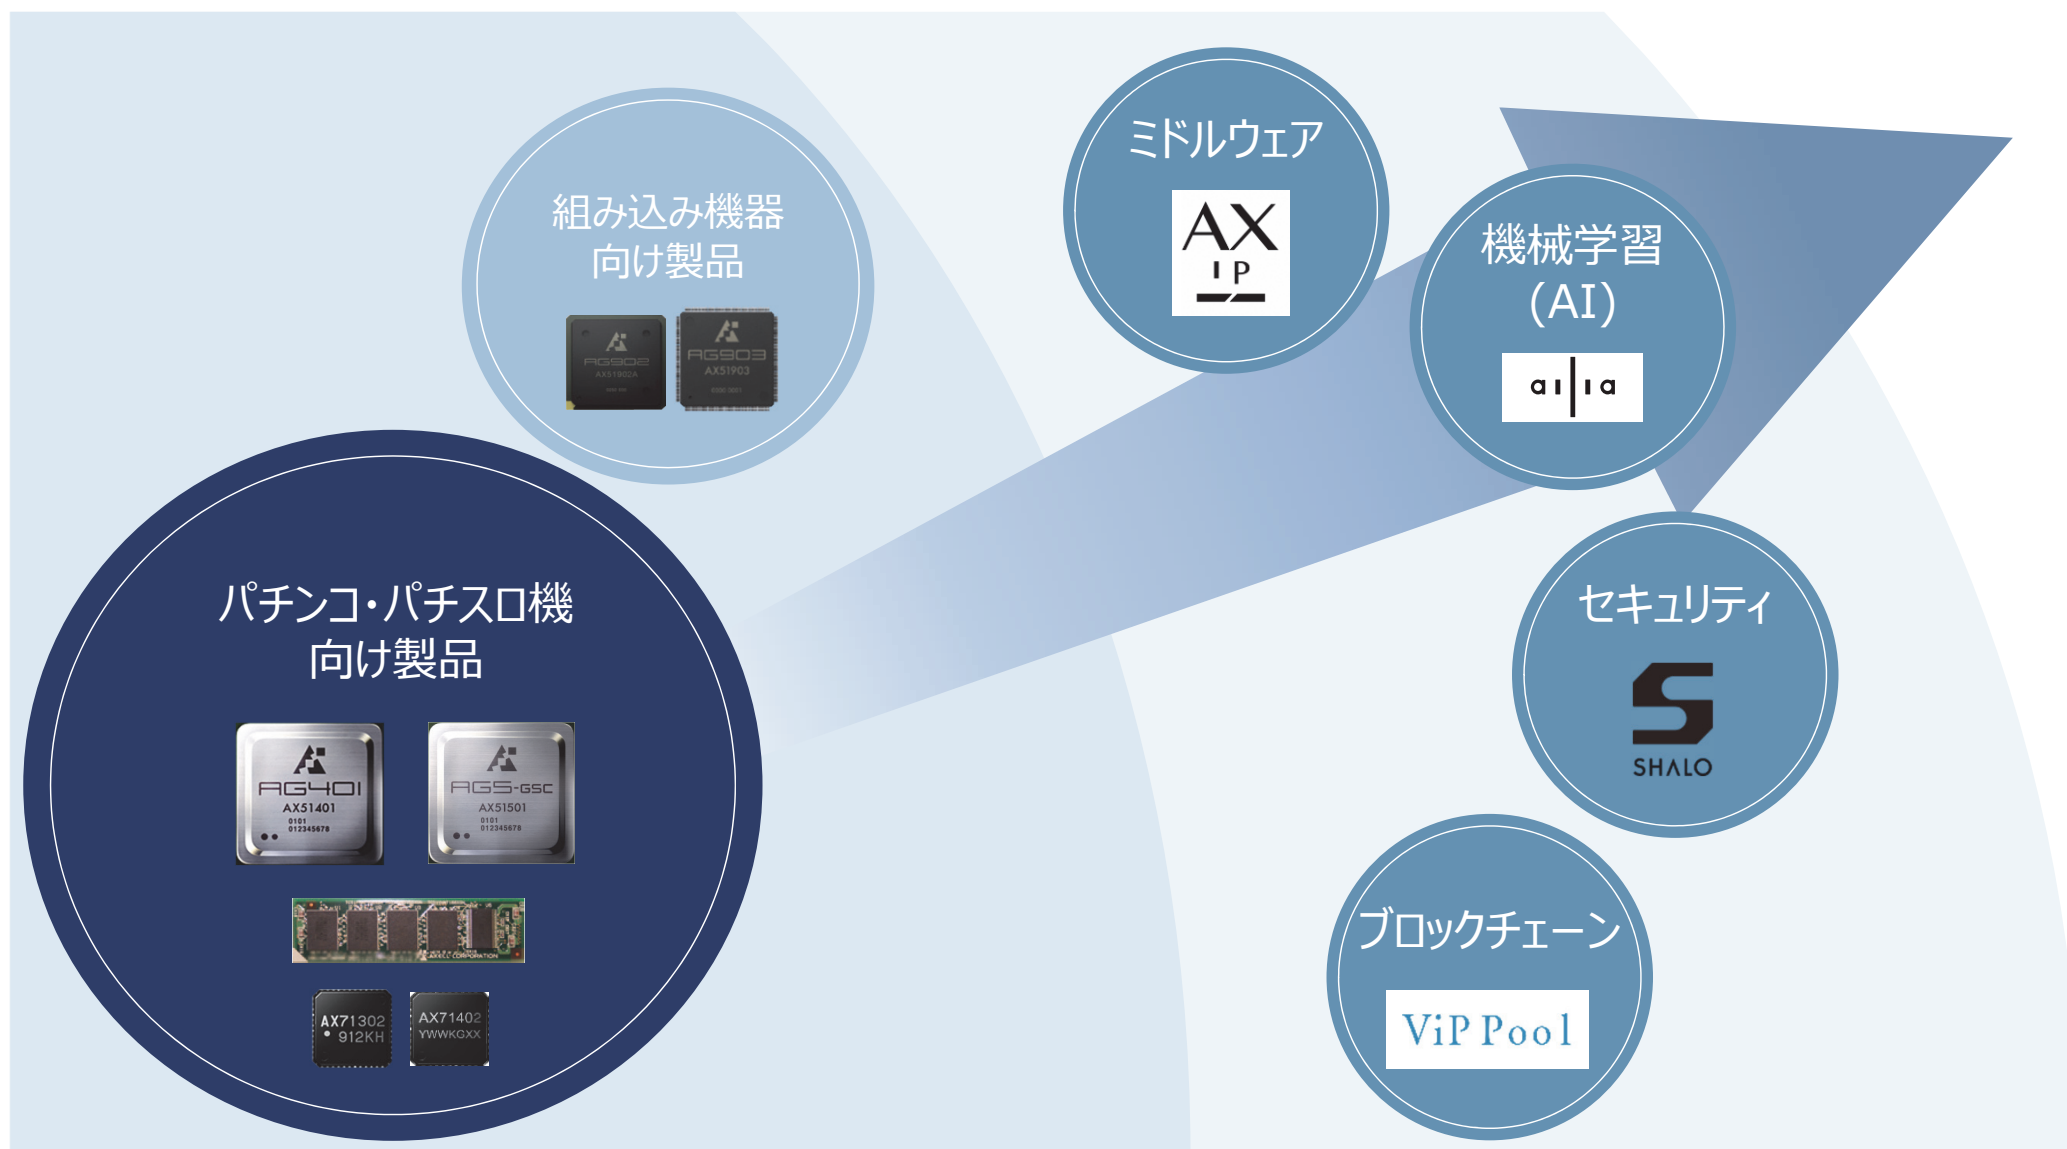 組み込み機器
向け製品
AG902
AX51902A
AG903
AX51903
ミドルウェア
AX
IP
機械学習
(AI)
ailia
パチンコ・パチスロ機
向け製品
AG401
AX51401
0101
012345678
AG5-GSC
AX51501
0101
012345678
AXELL CORPORATION
AX71302
912KH
AX71402
YWWKGXX
セキュリティ
SHALO
ブロックチェーン
ViPPool